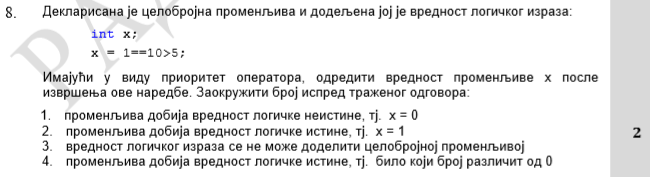 8. Декларисана је целобројна променљива и додељена јој је вредност логичког израза:
int x;
x = 1==10>5;
Имајући у виду приоритет оператора, одредити вредност променљиве x после
извршења ове наредбе. Заокружити број испред траженог одговора:
1. променљива добија вредност логичке неистине, тј. x = 0
2. променљива добија вредност логичке истине, тј. x = 1
3. вредност логичког израза се не може доделити целобројној променљивој
4. променљива добија вредност логичке истине, тј. било који број различит од 0
2